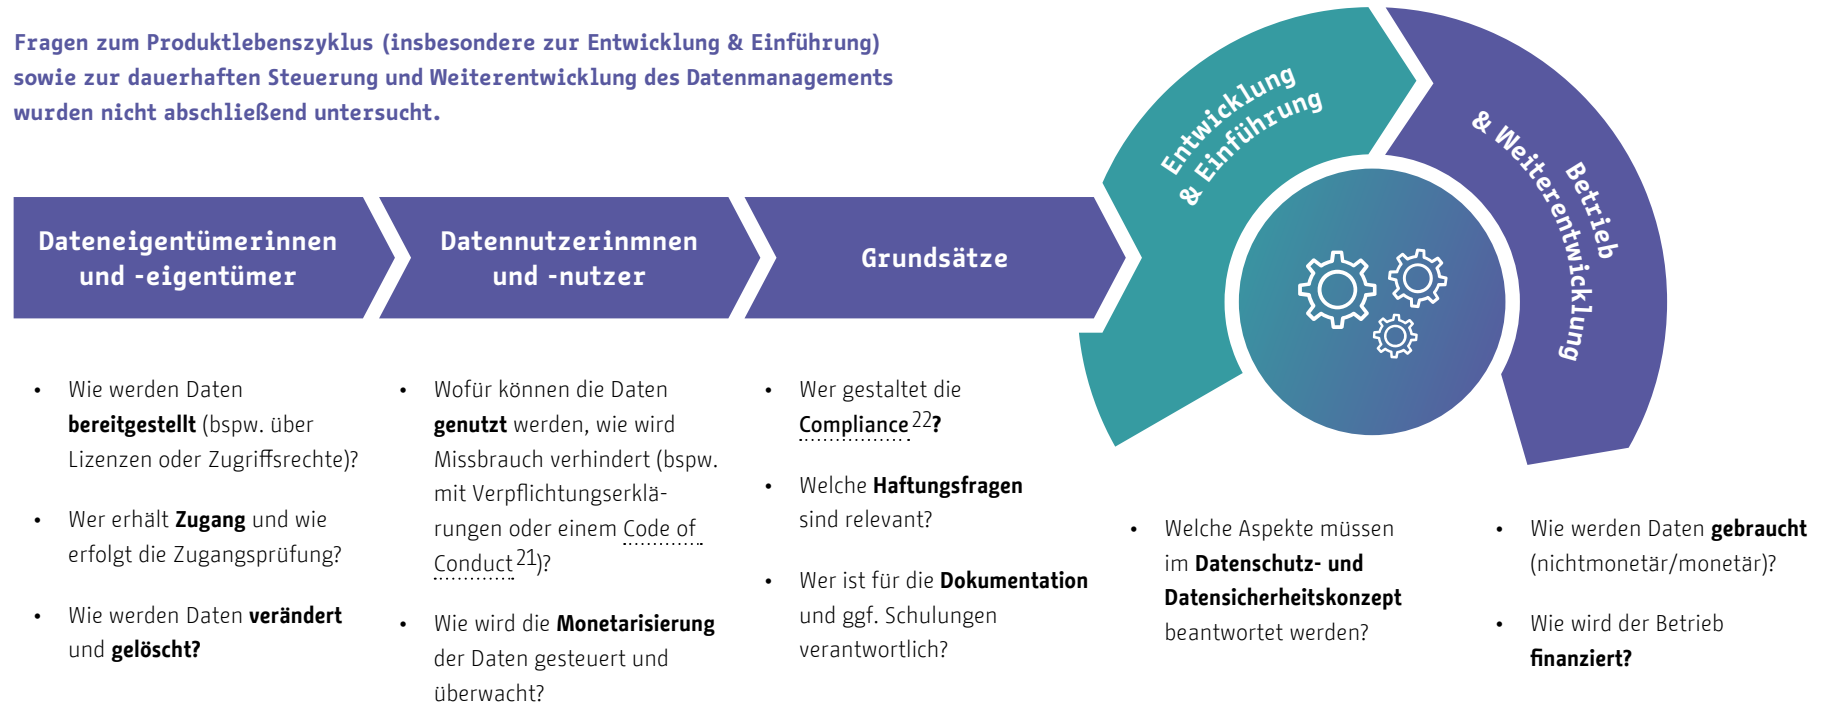 Fragen zum Produktlebenszyklus (insbesondere zur Entwicklung & Einführung)
sowie zur dauerhaften Steuerung und Weiterentwicklung des Datenmanagements
wurden nicht abschließend untersucht.
Entwicklung
& Einführung
Betrieb
& Weiterentwicklung
Dateneigentümerinnen
und -eigentümer
Datennutzerinmnen
und -nutzer
Grundsätze
• Wie werden Daten
bereitgestellt (bspw. über
Lizenzen oder Zugriffsrechte)?
• Wer erhält Zugang und wie
erfolgt die Zugangsprüfung?
• Wie werden Daten verändert
und gelöscht?
• Wofür können die Daten
genutzt werden, wie wird
Missbrauch verhindert (bspw.
mit Verpflichtungserklä-
rungen oder einem Code of
Conduct 21)?
• Wie wird die Monetarisierung
der Daten gesteuert und
überwacht?
• Wer gestaltet die
Compliance 22?
• Welche Haftungsfragen
sind relevant?
• Wer ist für die Dokumentation
und ggf. Schulungen
verantwortlich?
• Welche Aspekte müssen
im Datenschutz- und
Datensicherheitskonzept
beantwortet werden?
• Wie werden Daten gebraucht
(nichtmonetär/monetär)?
• Wie wird der Betrieb
finanziert?